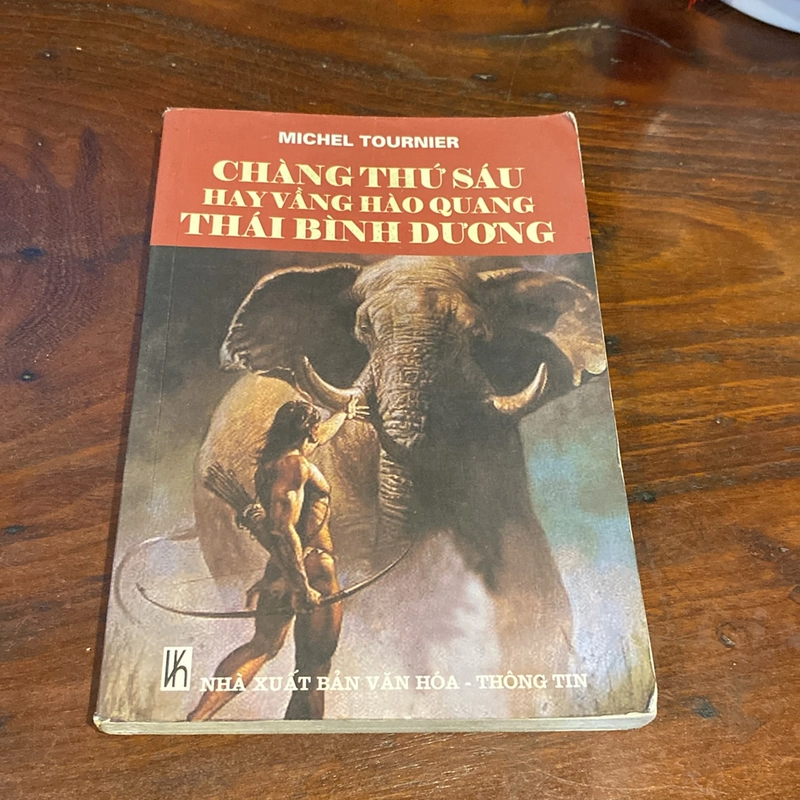 MICHEL TOURNIER
CHÀNG THỨ SÁU
HAY VẦNG HÀO QUANG
THÁI BÌNH DƯƠNG
NHÀ XUẤT BẢN VĂN HÓA - THÔNG TIN